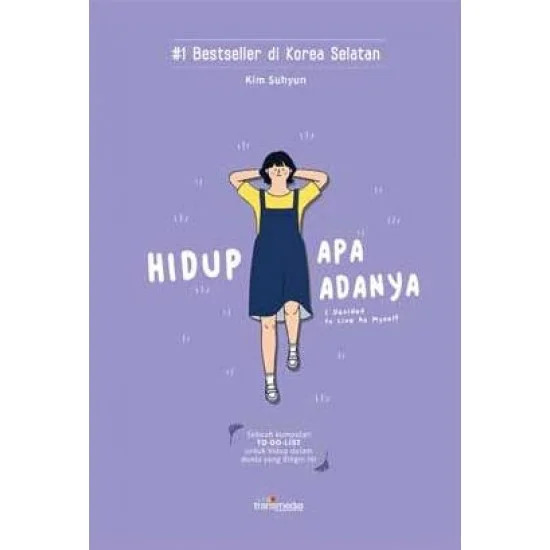 #1 Bestseller di Korea Selatan
Kim Suhyun
HIDUP APA
ADANYA
I Decided
to Live As Myself
Sebuah kumpulan
TO-DO-LIST
untuk hidup dalam
dunia yang dingin ini
transmedia